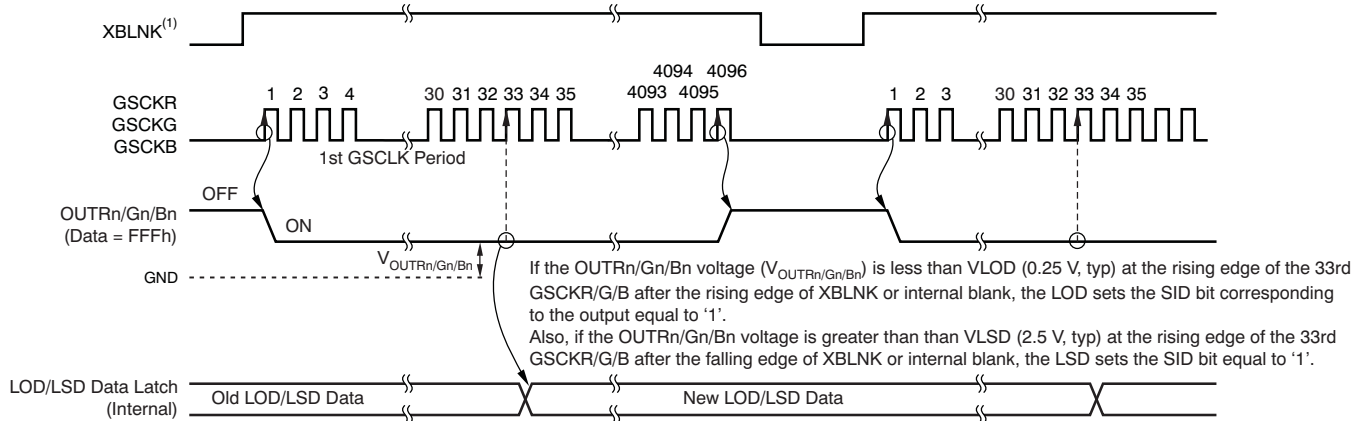 XBLNK(1)
4094 4096
1 2 3 4 30 31 32 33 34 35 4093 4095 1 2 3 30 31 32 33 34 35
GSCKR
GSCKG
GSCKB
1st GSCLK Period
OFF
OUTRn/Gn/Bn
(Data = FFFh)
ON
VOUTRn/Gn/Bn
GND
If the OUTRn/Gn/Bn voltage (VOUTRn/Gn/Bn) is less than VLOD (0.25 V, typ) at the rising edge of the 33rd
GSCKR/G/B after the rising edge of XBLNK or internal blank, the LOD sets the SID bit corresponding
to the output equal to ‘1’.
Also, if the OUTRn/Gn/Bn voltage is greater than than VLSD (2.5 V, typ) at the rising edge of the 33rd
GSCKR/G/B after the falling edge of XBLNK or internal blank, the LSD sets the SID bit equal to ‘1’.
LOD/LSD Data Latch
(Internal)
Old LOD/LSD Data
New LOD/LSD Data